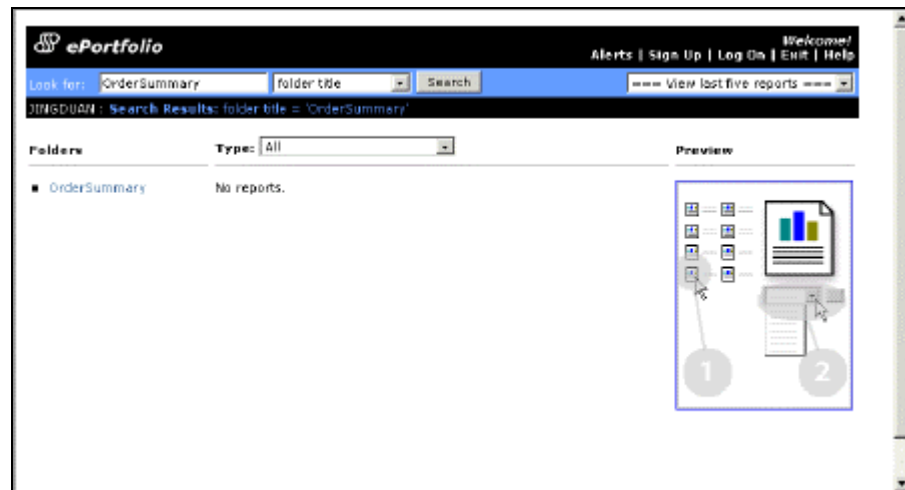 ePortfolio
Welcome!
Alerts | Sign Up | Log On | Exit | Help
Look for: OrderSummary folder title Search === View last five reports ===
JINGDUAN : Search Results: folder title = 'OrderSummary'
Folders Type: All Preview
OrderSummary No reports.
1 2